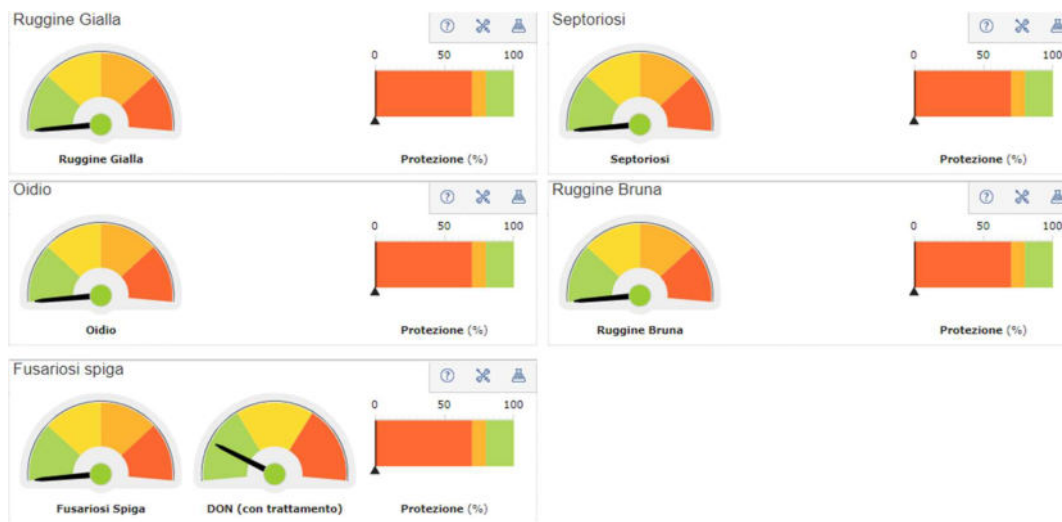 Ruggine Gialla
0 50 100
Ruggine Gialla
Protezione (%)
Septoriosi
0 50 100
Septoriosi
Protezione (%)
Oidio
0 50 100
Oidio
Protezione (%)
Ruggine Bruna
0 50 100
Ruggine Bruna
Protezione (%)
Fusariosi spiga
0 50 100
Fusariosi Spiga
DON (con trattamento)
Protezione (%)